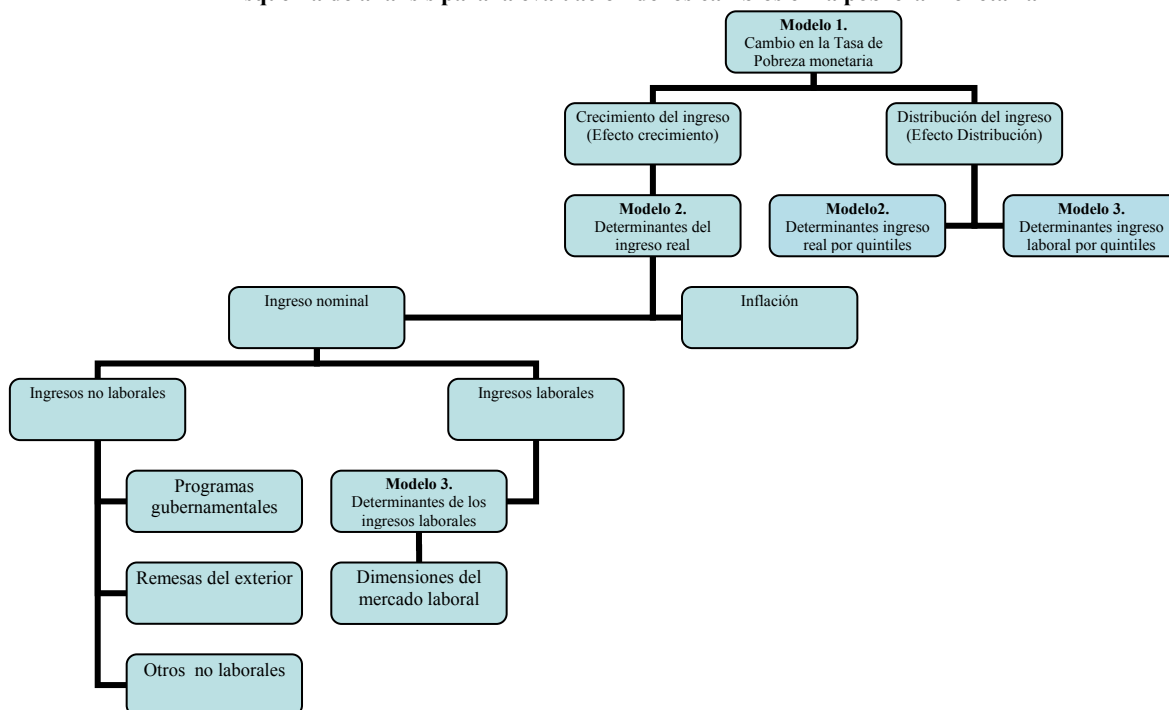 Modelo 1.
Cambio en la Tasa de
Pobreza monetaria
Crecimiento del ingreso
(Efecto crecimiento)
Distribución del ingreso
(Efecto Distribución)
Modelo 2.
Determinantes del
ingreso real
Modelo2.
Determinantes ingreso
real por quintiles
Modelo 3.
Determinantes ingreso
laboral por quintiles
Ingreso nominal
Inflación
Ingresos no laborales
Ingresos laborales
Programas
gubernamentales
Modelo 3.
Determinantes de los
ingresos laborales
Remesas del exterior
Dimensiones del
mercado laboral
Otros no laborales